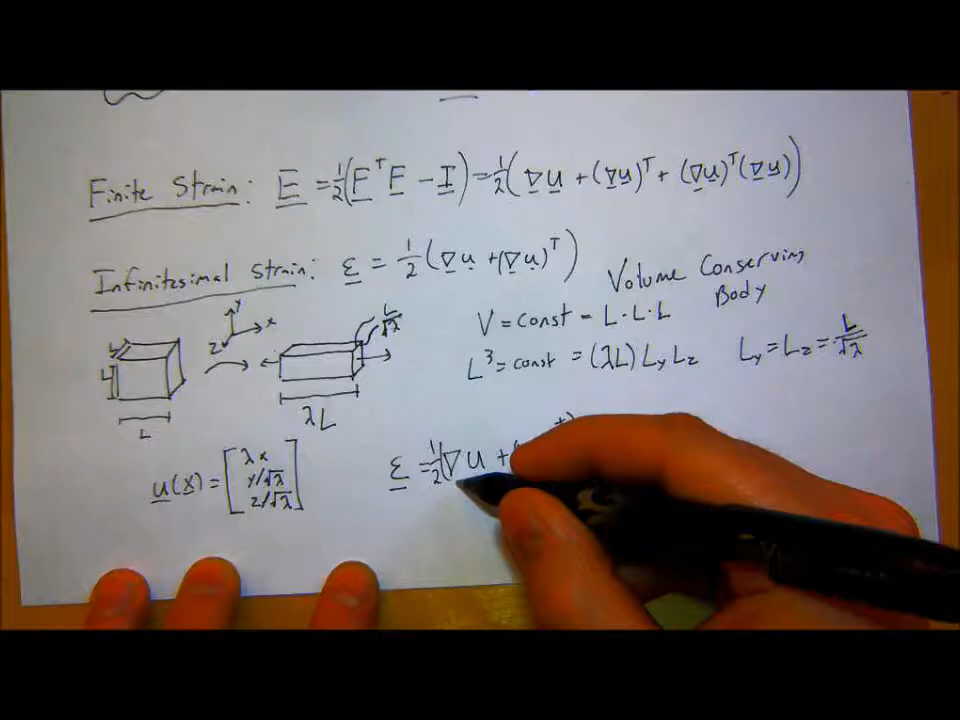 Finite Strain: E = 1/2 (FᵀF - I) = 1/2 (∇u + (∇u)ᵀ + (∇u)ᵀ(∇u))
Infinitesimal Strain: ε = 1/2 (∇u + (∇u)ᵀ)
Volume Conserving
Body
V = Const = L · L · L
L³ = const = (λL) Ly Lz
Ly = Lz = L/√λ
y
x
z
L
L
L
L/√λ
λL
u(x) = [λx
y/√λ
z/√λ]
ε = 1/2 (∇u +